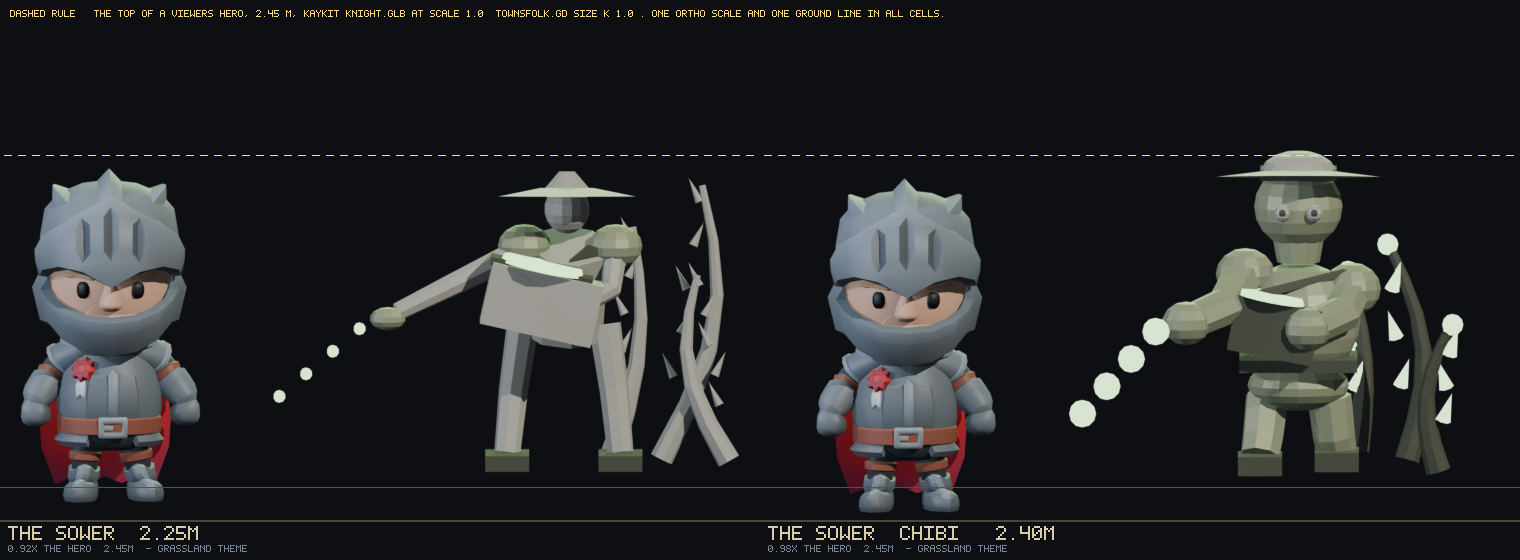 DASHED RULE   THE TOP OF A VIEWERS HERO, 2.45 M, KAYKIT KNIGHT.GLB AT SCALE 1.0  TOWNSFOLK.GD SIZE K 1.0 . ONE ORTHO SCALE AND ONE GROUND LINE IN ALL CELLS.
THE SOWER  2.25M
0.92X THE HERO  2.45M  - GRASSLAND THEME
THE SOWER  CHIBI   2.40M
0.98X THE HERO  2.45M  - GRASSLAND THEME